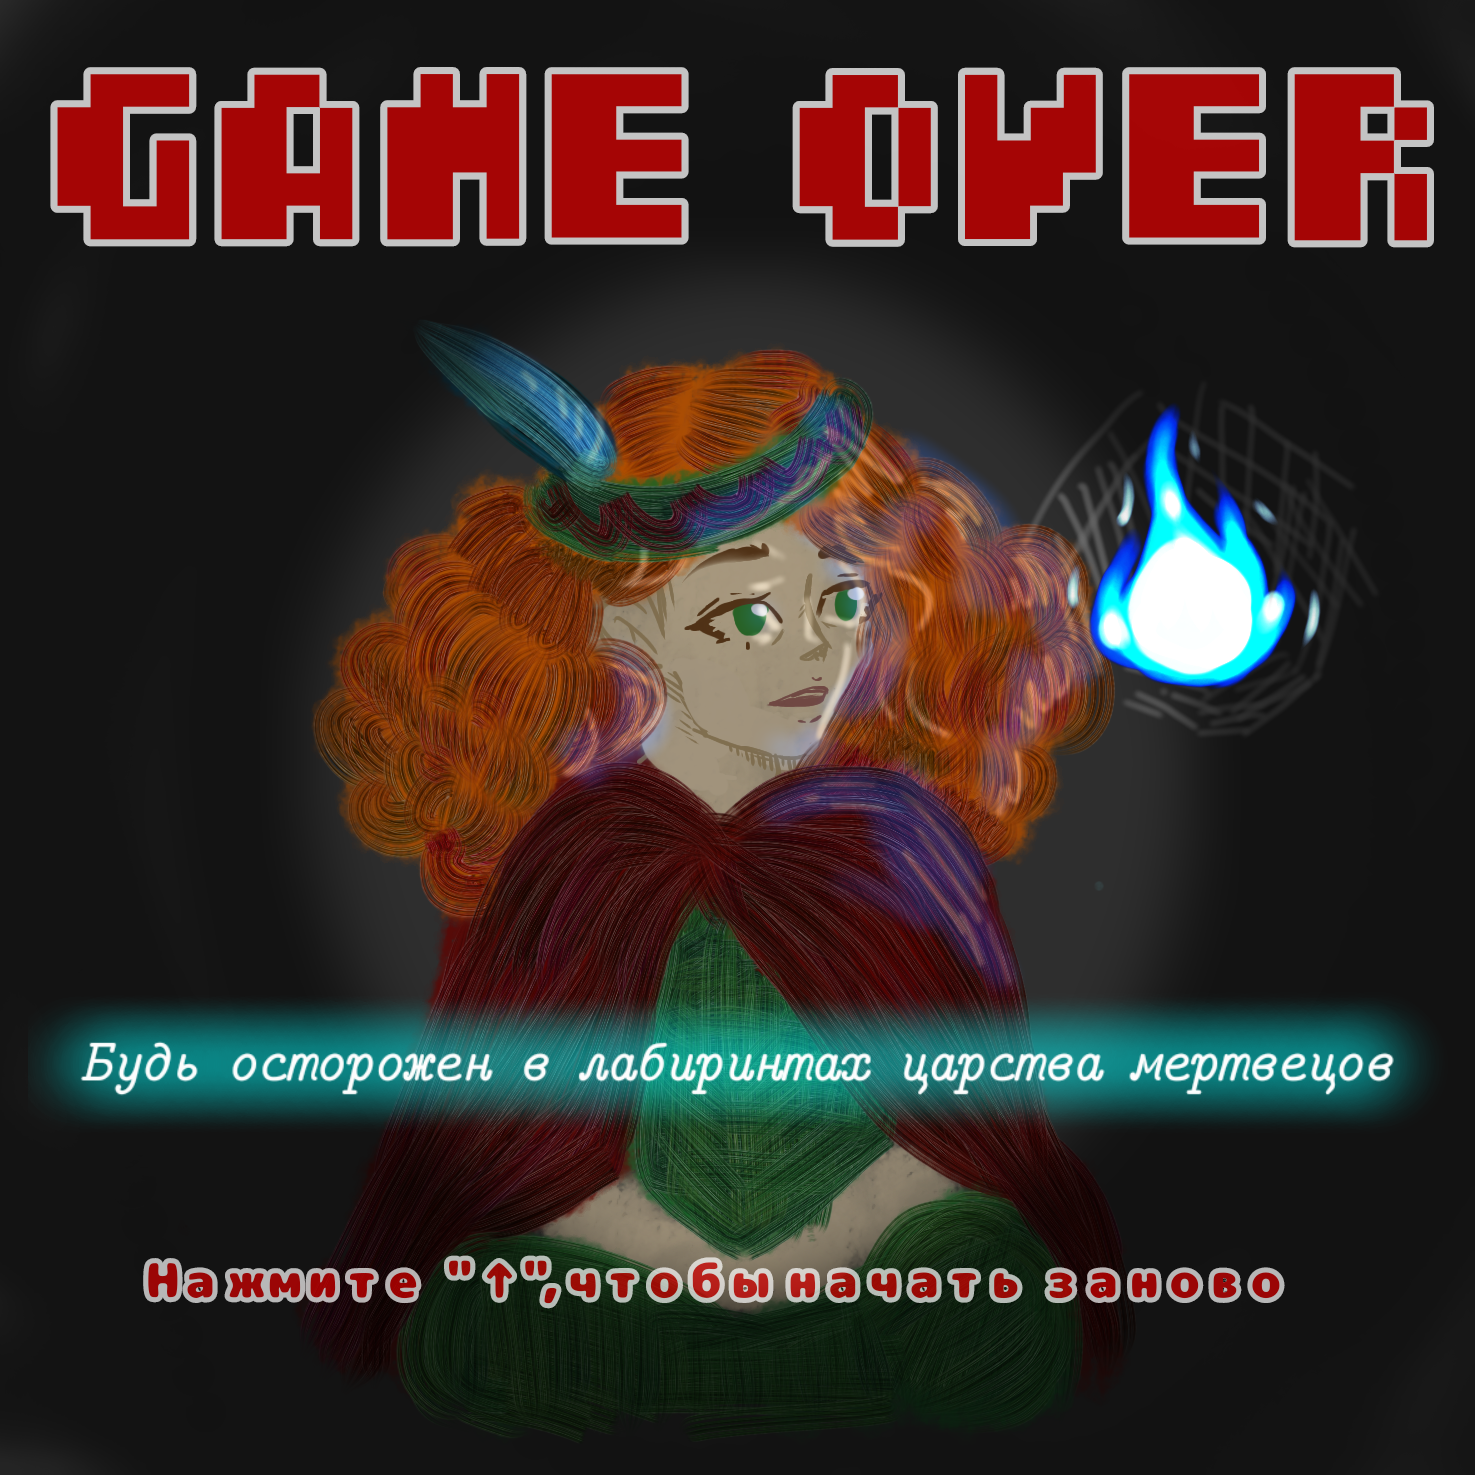 GAME OVER
Будь осторожен в лабиринтах царства мертвецов
Нажмите "↑",чтобы начать заново